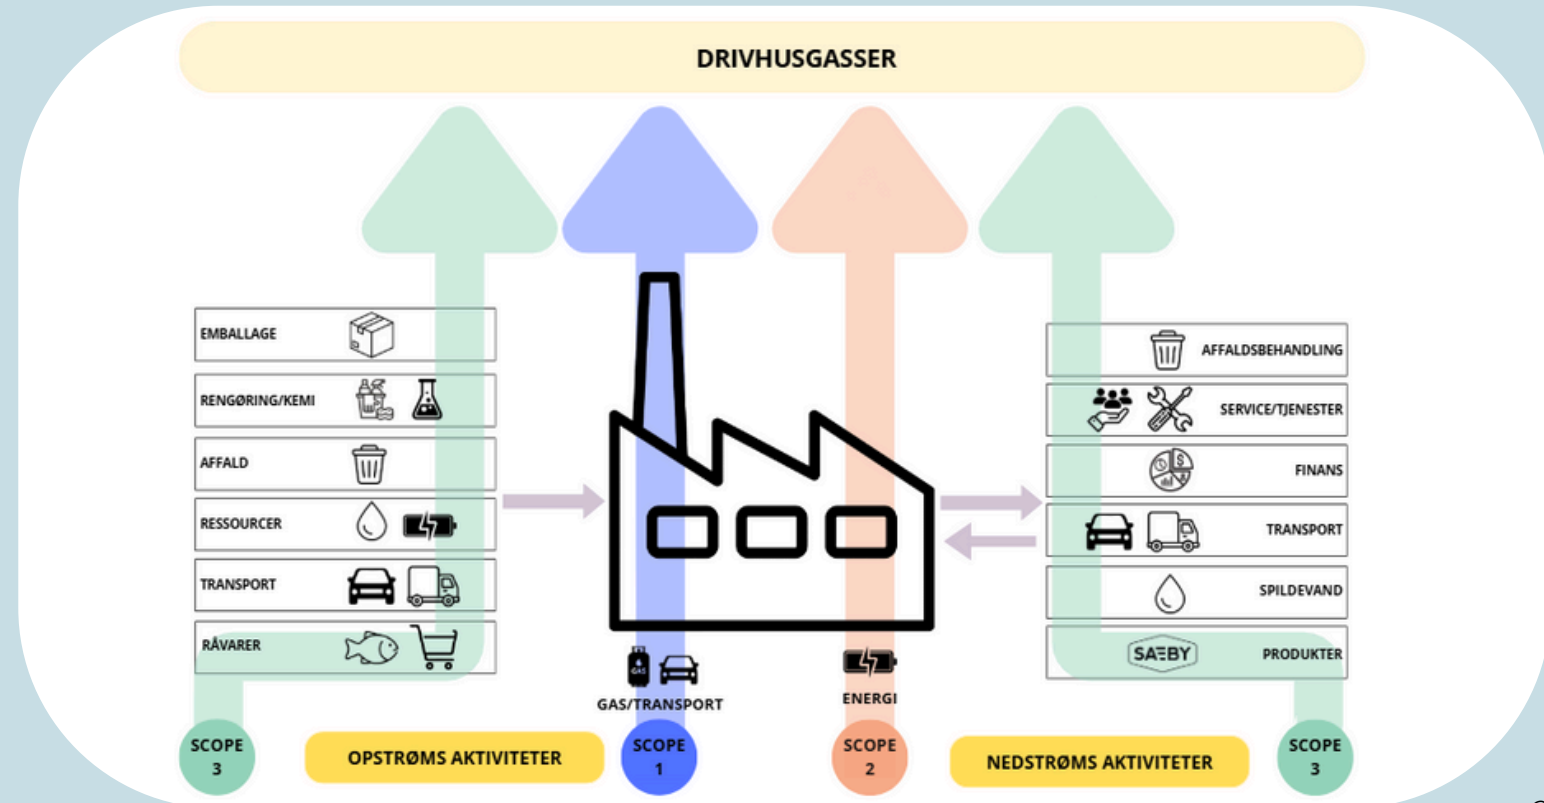 DRIVHUSGASSER
EMBALLAGE
RENGØRING/KEMI
AFFALD
RESSOURCER
TRANSPORT
RÅVARER
GAS
GAS/TRANSPORT
ENERGI
AFFALDSBEHANDLING
SERVICE/TJENESTER
$
FINANS
TRANSPORT
SPILDEVAND
SAEBY
PRODUKTER
SCOPE
3
OPSTRØMS AKTIVITETER
SCOPE
1
SCOPE
2
NEDSTRØMS AKTIVITETER
SCOPE
3